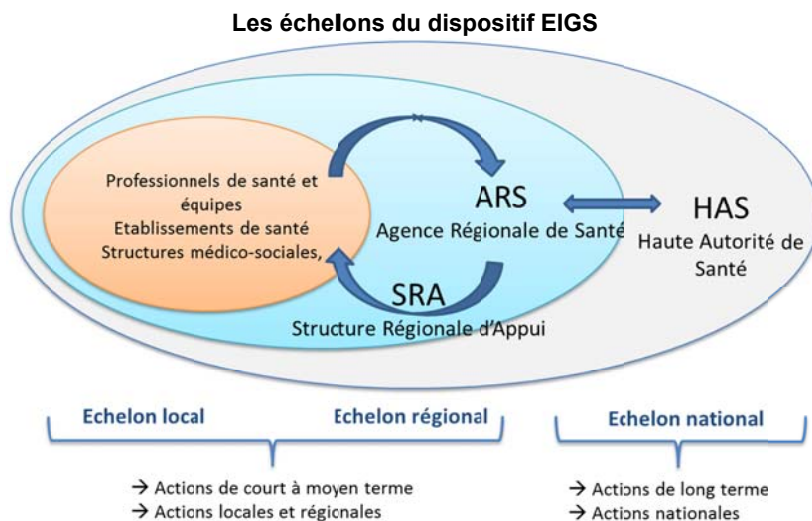 Les échelons du dispositif EIGS
Professionnels de santé et
équipes
Etablissements de santé
Structures médico-sociales,
ARS
Agence Régionale de Santé
SRA
Structure Régionale d'Appui
HAS
Haute Autorité de
Santé
Echelon local
Echelon régional
Echelon national
→ Actions de court à moyen terme
→ Actions locales et régionales
→ Actions de long terme
→ Actions nationales